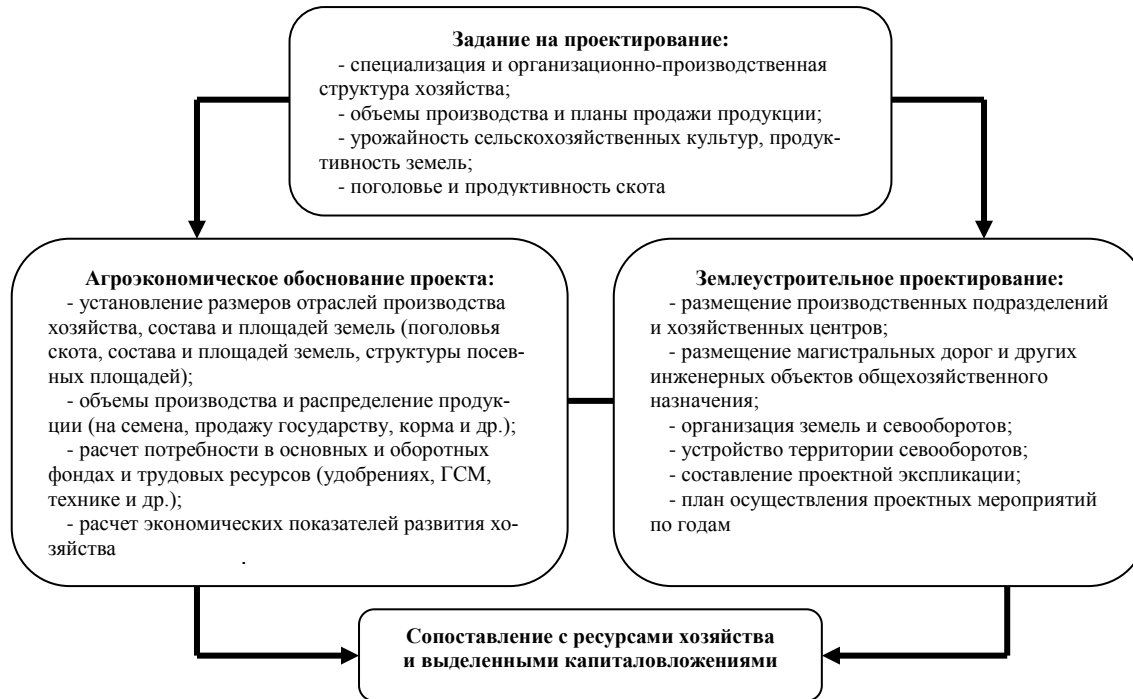 Задание на проектирование:
- специализация и организационно-производственная
структура хозяйства;
- объемы производства и планы продажи продукции;
- урожайность сельскохозяйственных культур, продук-
тивность земель;
- поголовье и продуктивность скота
Агроэкономическое обоснование проекта:
- установление размеров отраслей производства
хозяйства, состава и площадей земель (поголовья
скота, состава и площадей земель, структуры посев-
ных площадей);
- объемы производства и распределение продук-
ции (на семена, продажу государству, корма и др.);
- расчет потребности в основных и оборотных
фондах и трудовых ресурсов (удобрениях, ГСМ,
технике и др.);
- расчет экономических показателей развития хо-
зяйства
Землеустроительное проектирование:
- размещение производственных подразделений
и хозяйственных центров;
- размещение магистральных дорог и других
инженерных объектов общехозяйственного
назначения;
- организация земель и севооборотов;
- устройство территории севооборотов;
- составление проектной экспликации;
- план осуществления проектных мероприятий
по годам
Сопоставление с ресурсами хозяйства
и выделенными капиталовложениями